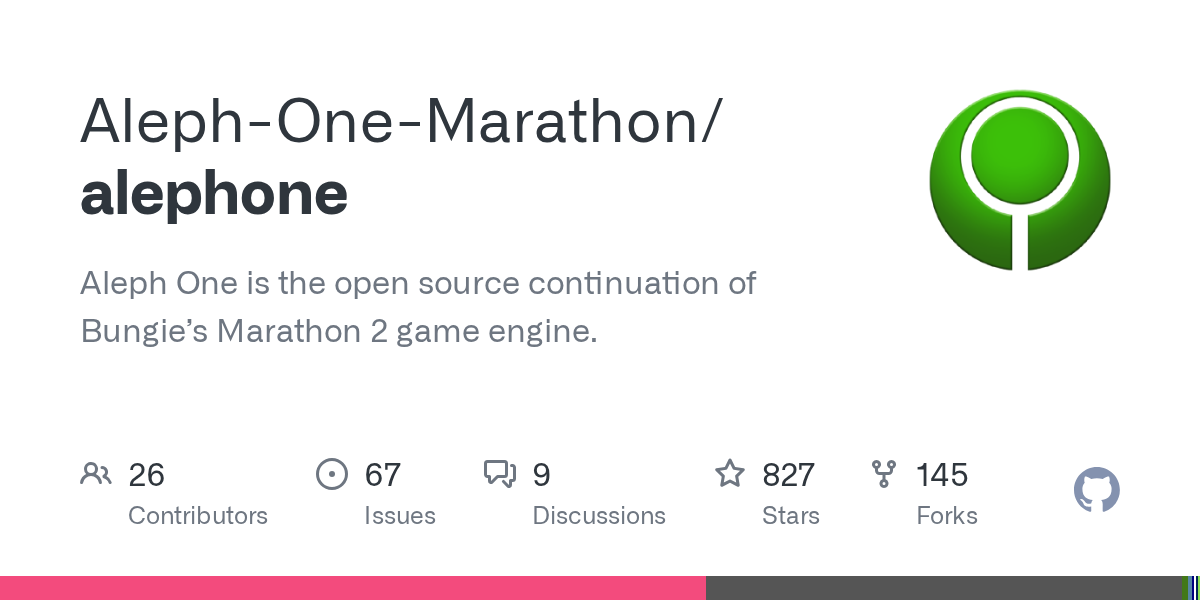 Aleph-One-Marathon/
alephone
Aleph One is the open source continuation of
Bungie’s Marathon 2 game engine.
26 67 9 827 145
Contributors Issues Discussions Stars Forks